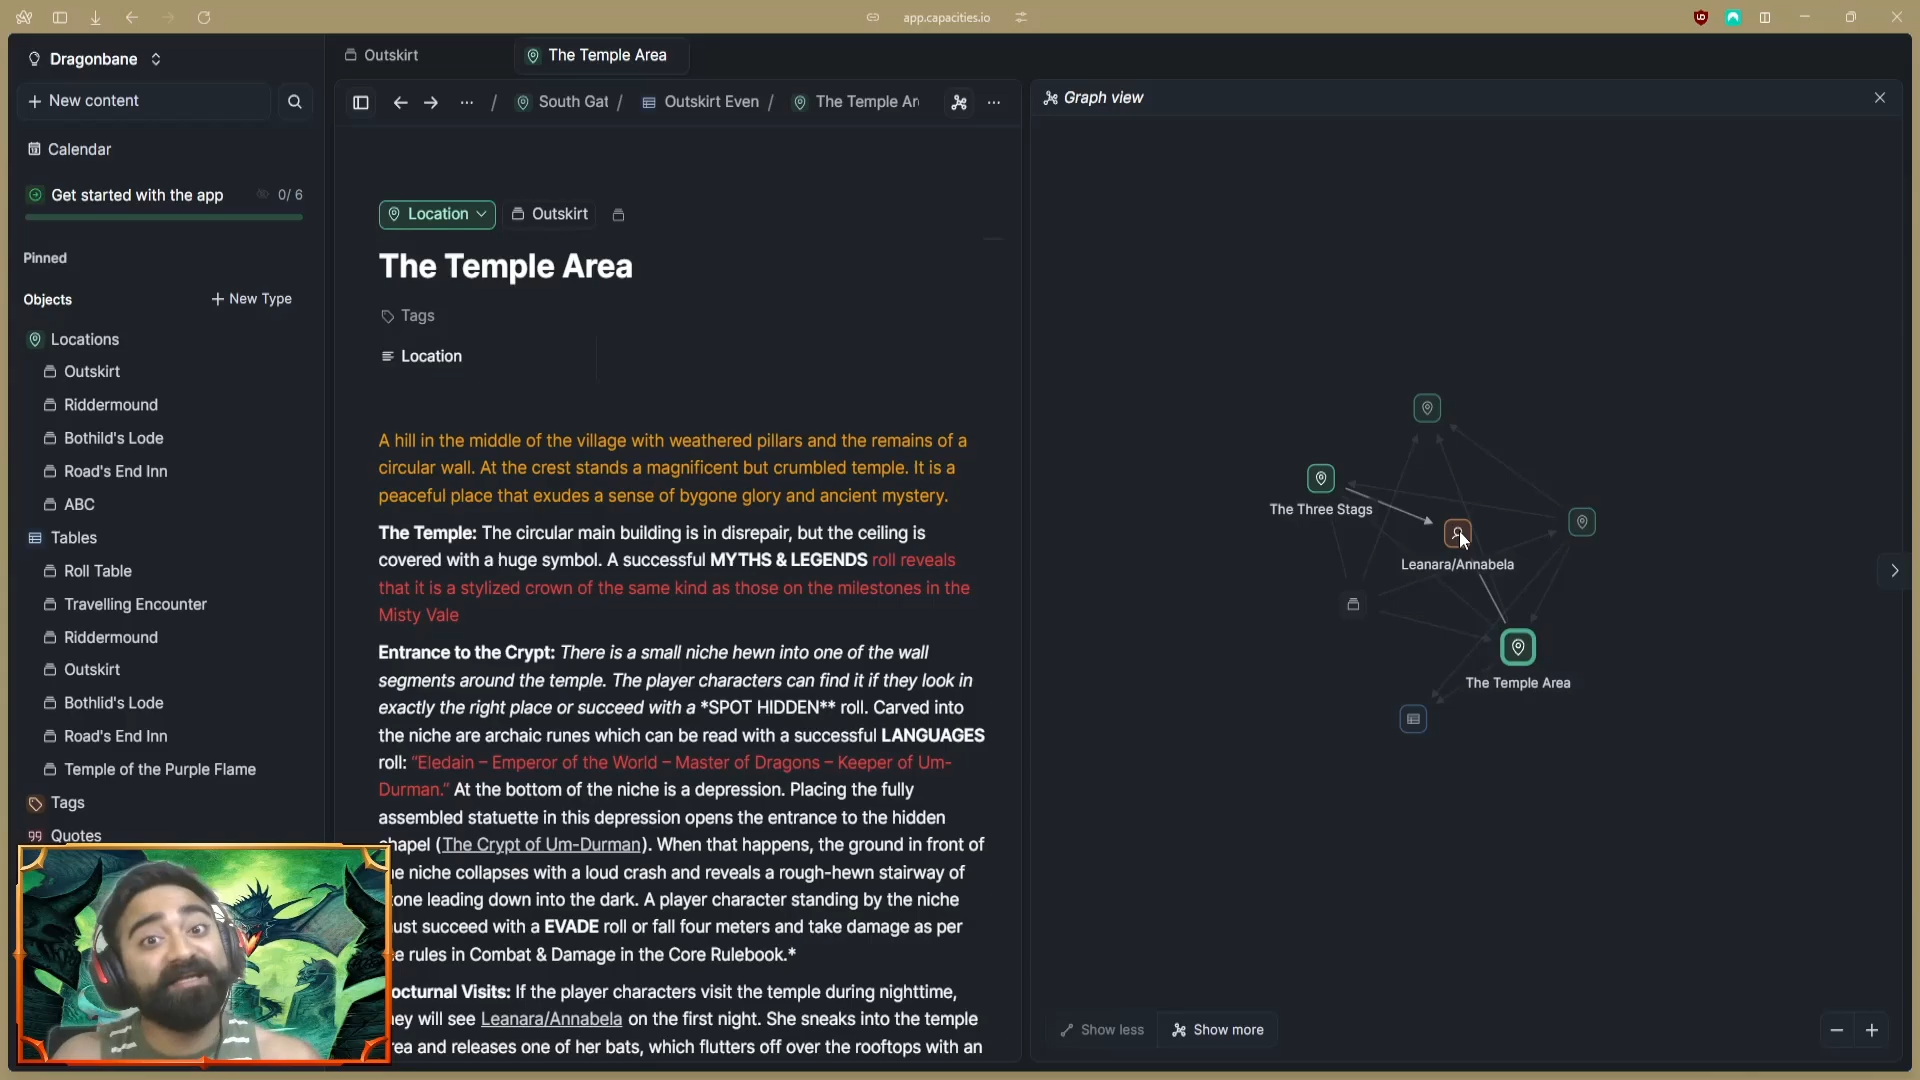 app.capacities.io
Dragonbane
Outskirt
The Temple Area
New content
South Gat / Outskirt Even / The Temple Ar
Graph view
Calendar
Get started with the app 0/6
Location
Outskirt
Pinned
The Temple Area
Objects
New Type
Tags
Location
Locations
Outskirt
Riddermound
Bothild's Lode
Road's End Inn
ABC
Tables
Roll Table
Travelling Encounter
Riddermound
Outskirt
Bothlid's Lode
Road's End Inn
Temple of the Purple Flame
Tags
Quotes
A hill in the middle of the village with weathered pillars and the remains of a
circular wall. At the crest stands a magnificent but crumbled temple. It is a
peaceful place that exudes a sense of bygone glory and ancient mystery.
The Temple: The circular main building is in disrepair, but the ceiling is
covered with a huge symbol. A successful MYTHS & LEGENDS roll reveals
that it is a stylized crown of the same kind as those on the milestones in the
Misty Vale
Entrance to the Crypt: There is a small niche hewn into one of the wall
segments around the temple. The player characters can find it if they look in
exactly the right place or succeed with a *SPOT HIDDEN** roll. Carved into
the niche are archaic runes which can be read with a successful LANGUAGES
roll: "Eledain – Emperor of the World – Master of Dragons – Keeper of Um-
Durman." At the bottom of the niche is a depression. Placing the fully
assembled statuette in this depression opens the entrance to the hidden
chapel (The Crypt of Um-Durman). When that happens, the ground in front of
niche collapses with a loud crash and reveals a rough-hewn stairway of
leading down into the dark. A player character standing by the niche
succeed with a EVADE roll or fall four meters and take damage as per
rules in Combat & Damage in the Core Rulebook.*
Visits: If the player characters visit the temple during nighttime,
will see Leanara/Annabela on the first night. She sneaks into the temple
and releases one of her bats, which flutters off over the rooftops with an
The Three Stags
Leanara/Annabela
The Temple Area
Show less
Show more